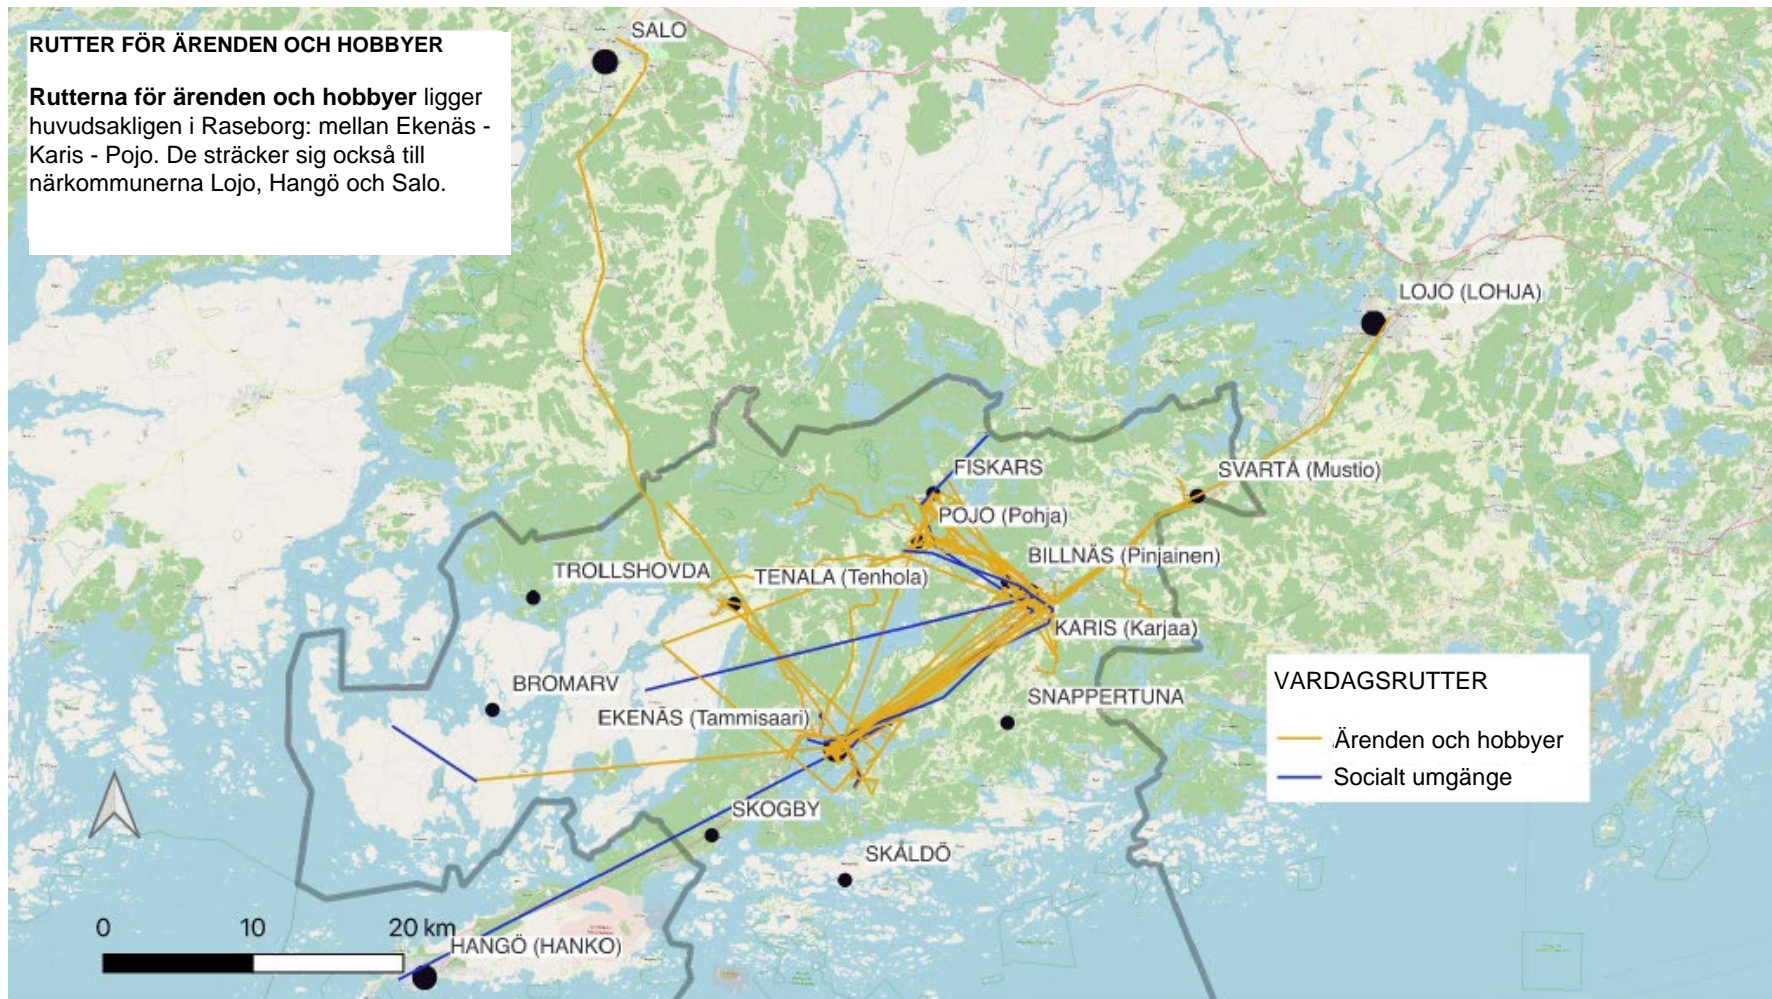 RUTTER FÖR ÄRENDEN OCH HOBBYER
Rutterna för ärenden och hobbyer ligger
huvudsakligen i Raseborg: mellan Ekenäs -
Karis - Pojo. De sträcker sig också till
närkommunerna Lojo, Hangö och Salo.
SALO
LOJO (LOHJA)
FISKARS
SVARTÅ (Mustio)
POJO (Pohja)
BILLNÄS (Pinjainen)
TROLLSHOVDA
TENALA (Tenhola)
KARIS (Karjaa)
BROMARV
SNAPPERTUNA
EKENÄS (Tammisaari)
SKOGBY
SKÅLDÖ
HANGÖ (HANKO)
VARDAGSRUTTER
Ärenden och hobbyer
Socialt umgänge
0 10 20 km